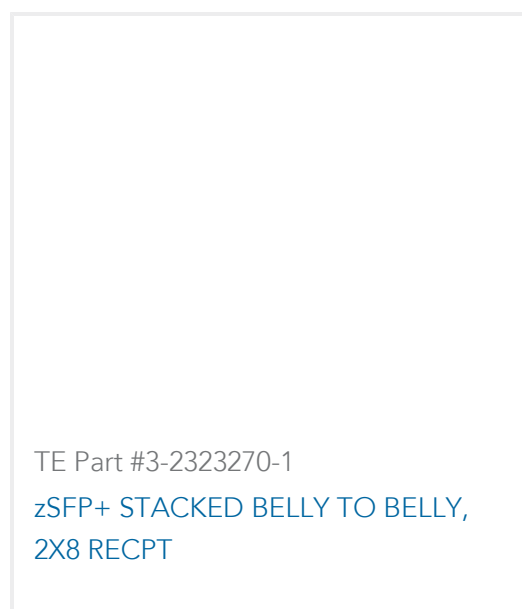 TE Part #3-2323270-1
zSFP+ STACKED BELLY TO BELLY,
2X8 RECPT